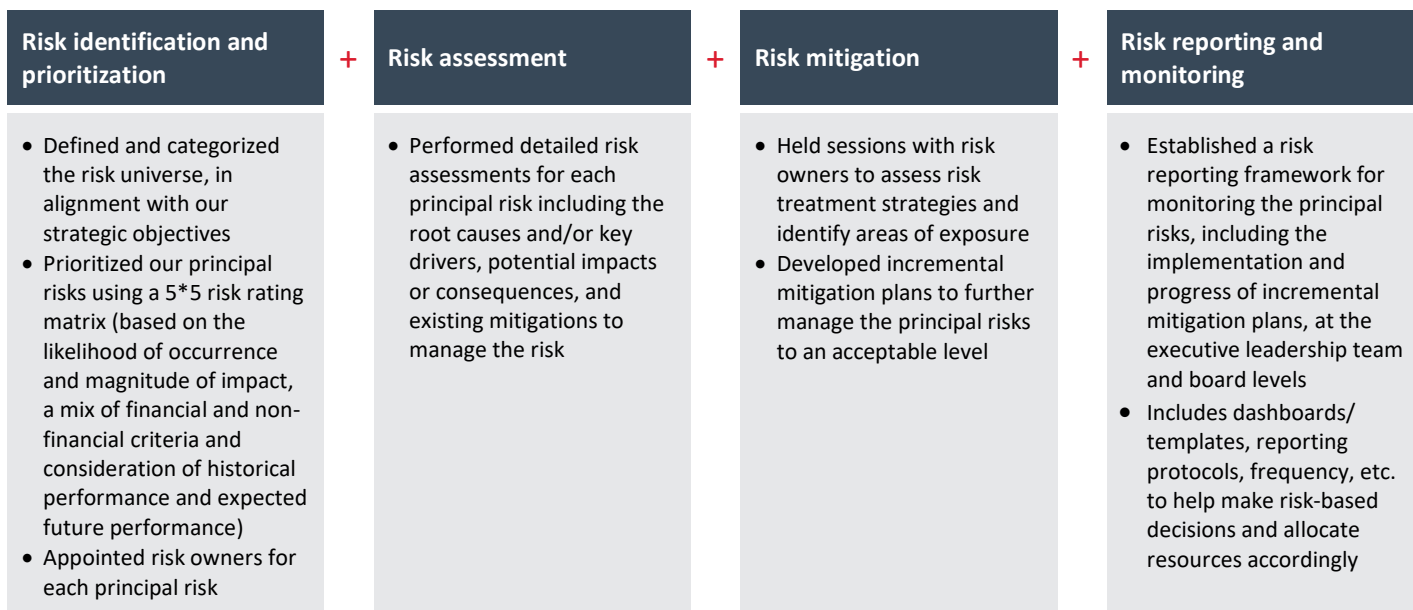 Risk identification and
prioritization
+
Risk assessment
+
Risk mitigation
+
Risk reporting and
monitoring
• Defined and categorized
the risk universe, in
alignment with our
strategic objectives
• Prioritized our principal
risks using a 5*5 risk rating
matrix (based on the
likelihood of occurrence
and magnitude of impact,
a mix of financial and non-
financial criteria and
consideration of historical
performance and expected
future performance)
• Appointed risk owners for
each principal risk
• Performed detailed risk
assessments for each
principal risk including the
root causes and/or key
drivers, potential impacts
or consequences, and
existing mitigations to
manage the risk
• Held sessions with risk
owners to assess risk
treatment strategies and
identify areas of exposure
• Developed incremental
mitigation plans to further
manage the principal risks
to an acceptable level
• Established a risk
reporting framework for
monitoring the principal
risks, including the
implementation and
progress of incremental
mitigation plans, at the
executive leadership team
and board levels
• Includes dashboards/
templates, reporting
protocols, frequency, etc.
to help make risk-based
decisions and allocate
resources accordingly